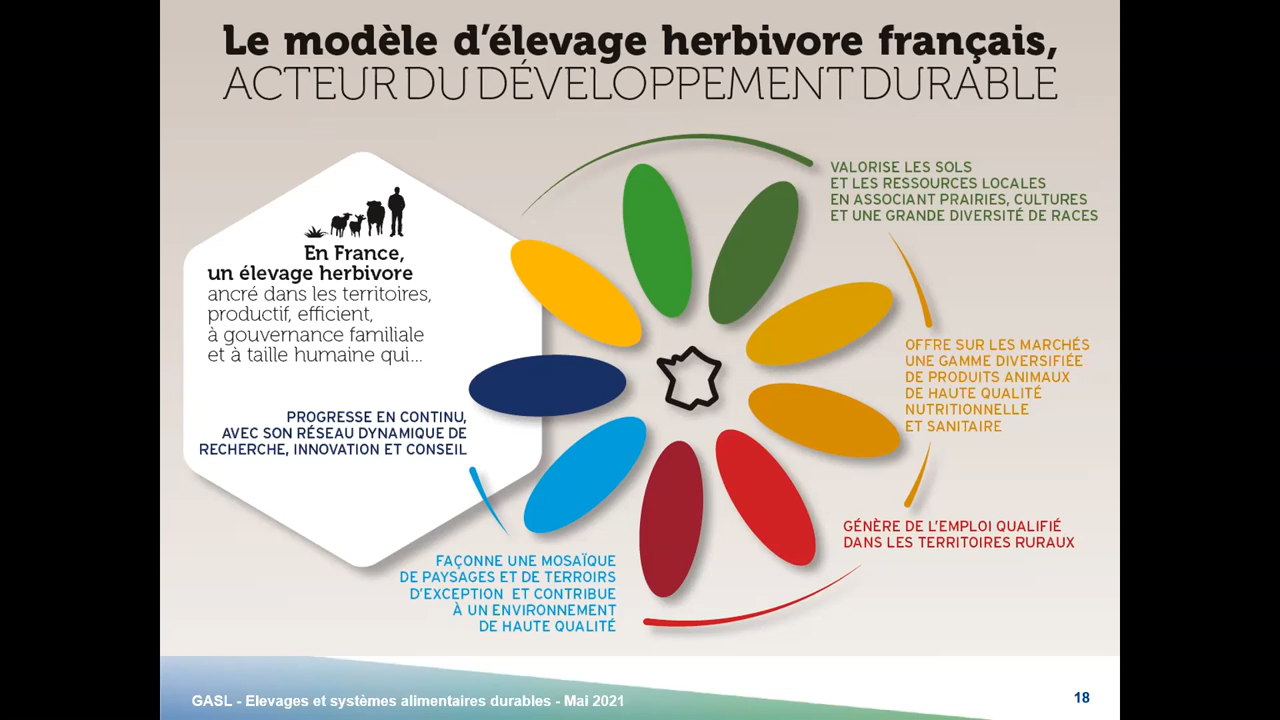 Le modèle d'élevage herbivore français,
ACTEUR DU DÉVELOPPEMENT DURABLE
En France,
un élevage herbivore
ancré dans les territoires,
productif, efficient,
à gouvernance familiale
et à taille humaine qui...
VALORISE LES SOLS
ET LES RESSOURCES LOCALES
EN ASSOCIANT PRAIRIES, CULTURES
ET UNE GRANDE DIVERSITÉ DE RACES
OFFRE SUR LES MARCHÉS
UNE GAMME DIVERSIFIÉE
DE PRODUITS ANIMAUX
DE HAUTE QUALITÉ
NUTRITIONNELLE
ET SANITAIRE
GÉNÈRE DE L'EMPLOI QUALIFIÉ
DANS LES TERRITOIRES RURAUX
FAÇONNE UNE MOSAÏQUE
DE PAYSAGES ET DE TERROIRS
D'EXCEPTION ET CONTRIBUE
À UN ENVIRONNEMENT
DE HAUTE QUALITÉ
PROGRESSE EN CONTINU,
AVEC SON RÉSEAU DYNAMIQUE DE
RECHERCHE, INNOVATION ET CONSEIL
GASL - Elevages et systèmes alimentaires durables - Mai 2021
18